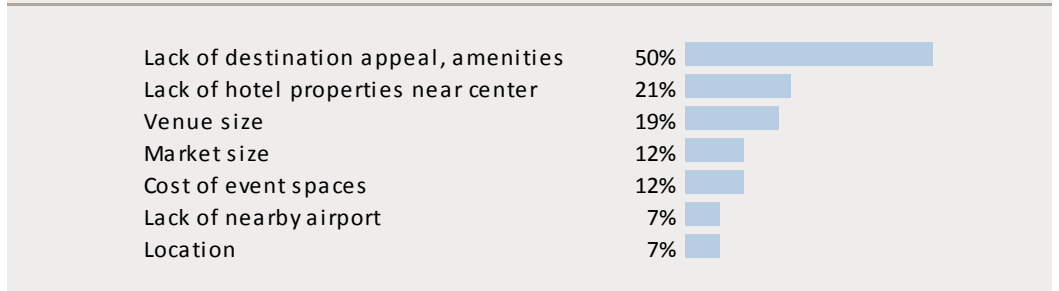 Lack of destination appeal, amenities 50%
Lack of hotel properties near center 21%
Venue size 19%
Market size 12%
Cost of event spaces 12%
Lack of nearby airport 7%
Location 7%